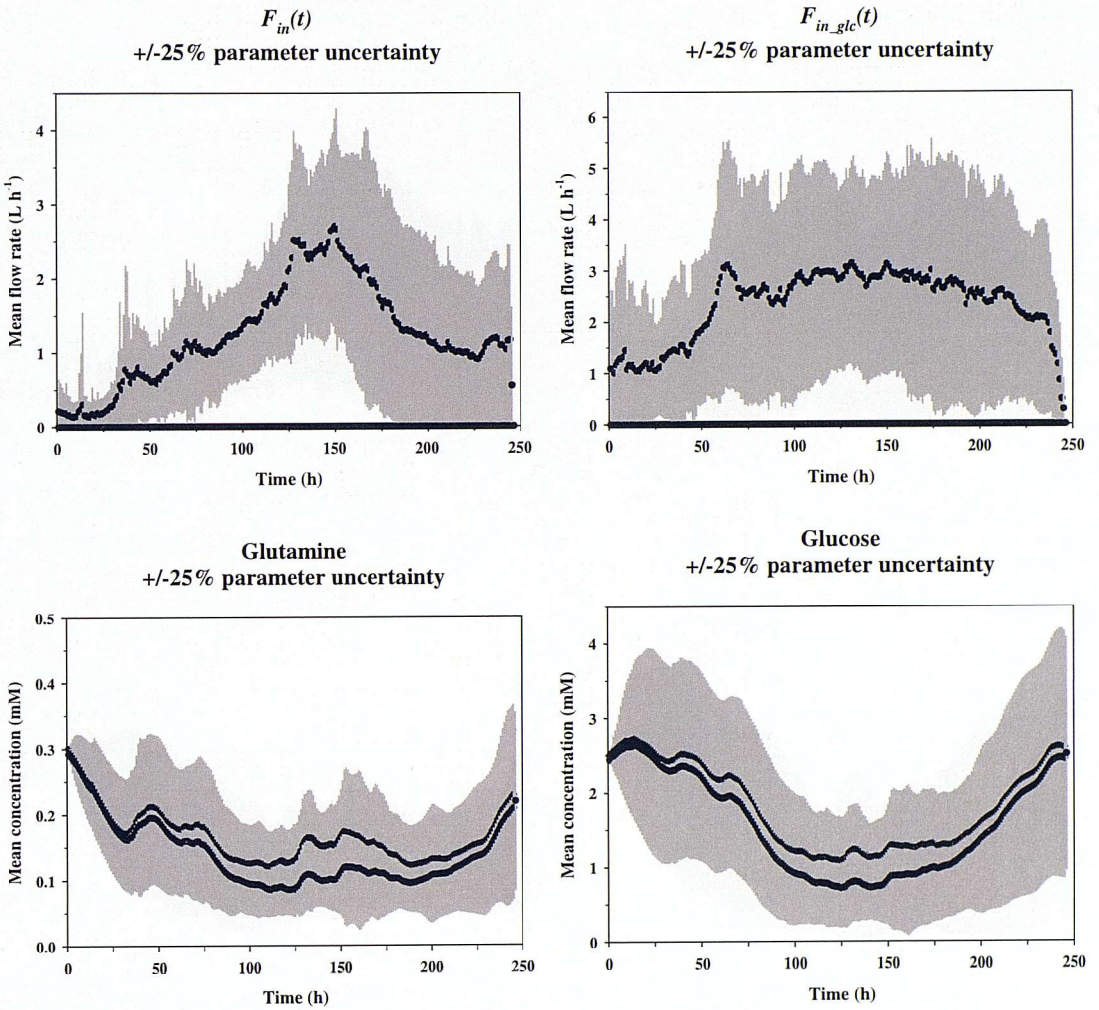 F_in(t)
+/-25% parameter uncertainty
Mean flow rate (L h⁻¹)
4
3
2
1
0
0 50 100 150 200 250
Time (h)
F_in_glc(t)
+/-25% parameter uncertainty
Mean flow rate (L h⁻¹)
6
5
4
3
2
1
0
0 50 100 150 200 250
Time (h)
Glutamine
+/-25% parameter uncertainty
Mean concentration (mM)
0.5
0.4
0.3
0.2
0.1
0.0
0 50 100 150 200 250
Time (h)
Glucose
+/-25% parameter uncertainty
Mean concentration (mM)
4
3
2
1
0
0 50 100 150 200 250
Time (h)